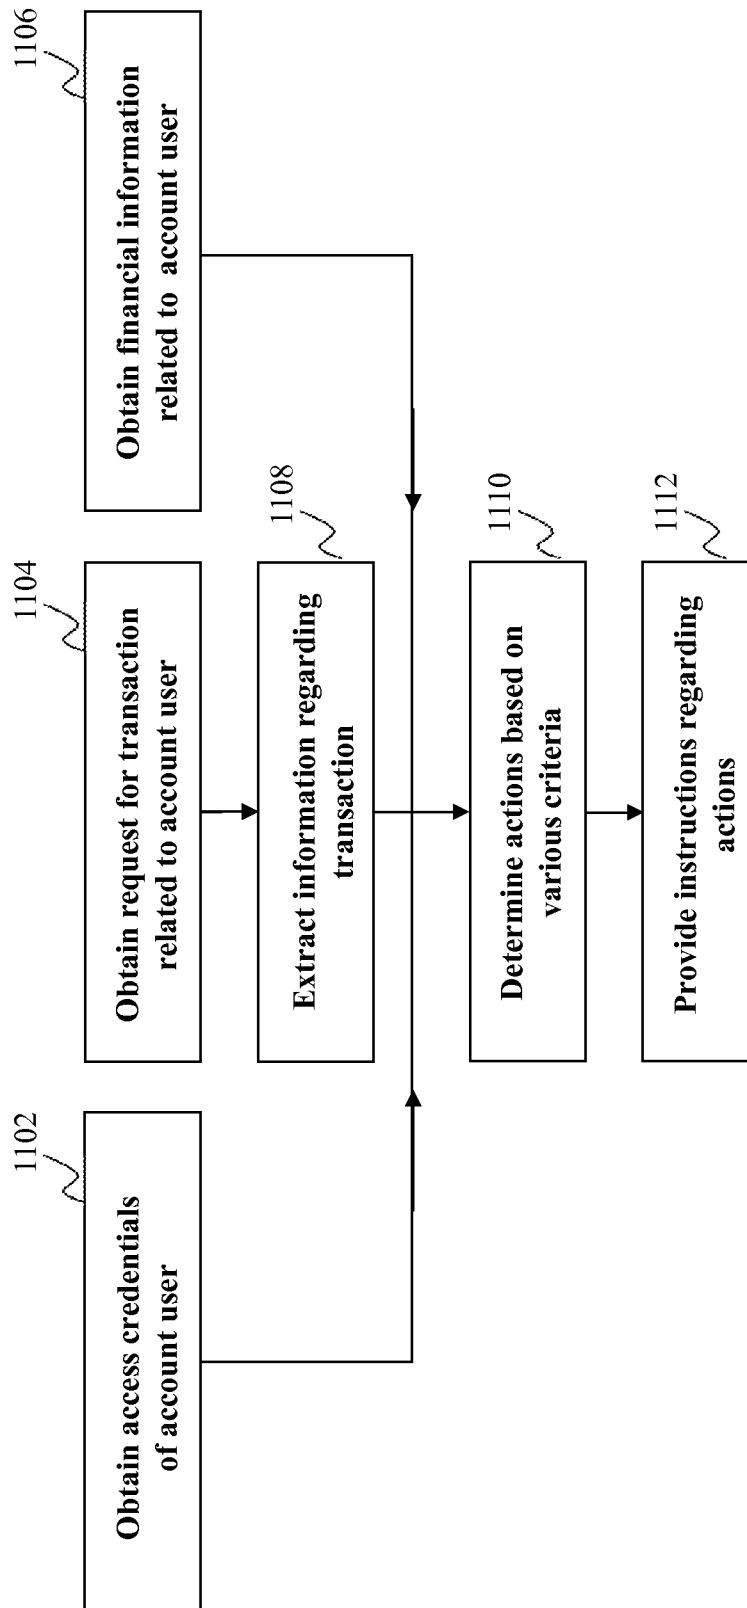 1102
Obtain access credentials
of account user
1104
Obtain request for transaction
related to account user
1106
Obtain financial information
related to account user
1108
Extract information regarding
transaction
1110
Determine actions based on
various criteria
1112
Provide instructions regarding
actions